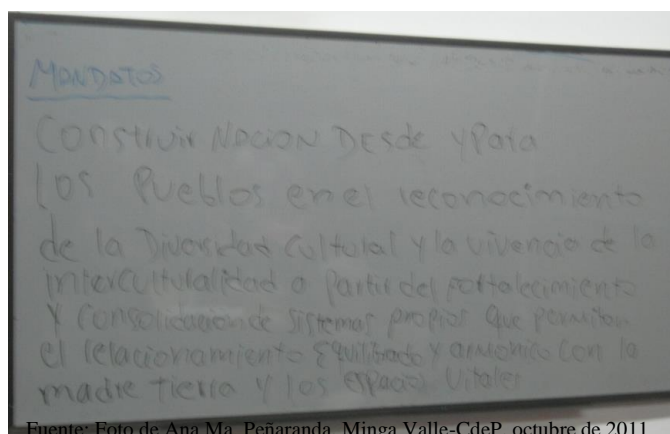 MANDATOS
CONSTRUIR NACION DESde y Para
los Pueblos en el reconocimiento
de la Diversidad Cultural y la vivencia de la
interculturalidad a partir del fortalecimiento
y consolidacion de sistemas propios que permitan
el relacionamiento Equilibrado y armonico con la
madre tierra y los espacios Vitales
Fuente: Foto de Ana Ma. Peñaranda. Minga Valle-CdeP, octubre de 2011